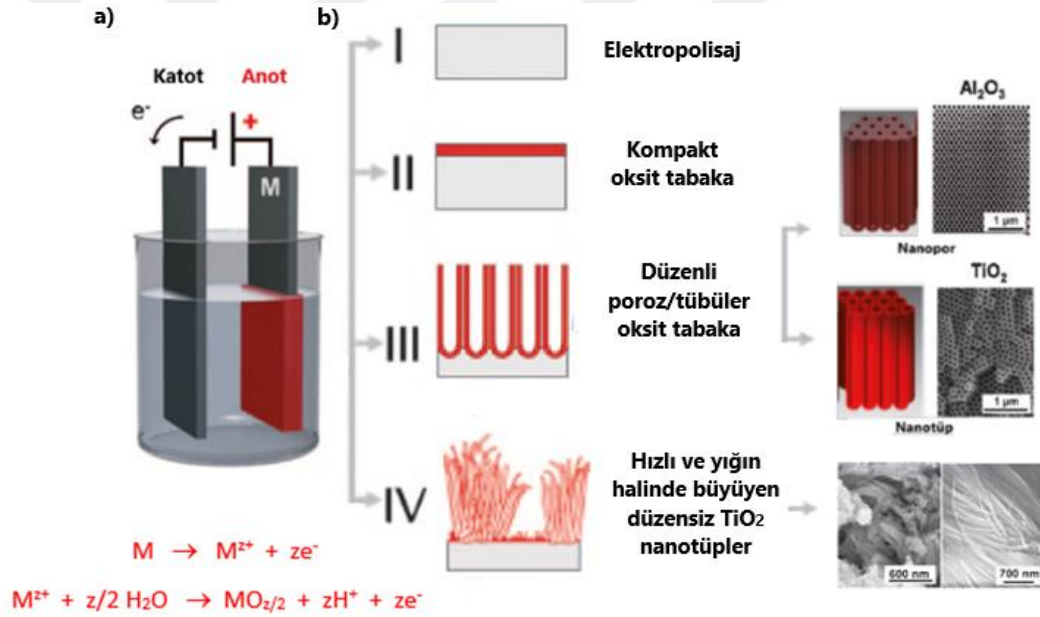 a)
Katot Anot
e-
+
M
M → Mᶻ⁺ + ze⁻
Mᶻ⁺ + z/2 H₂O → MO_z/2 + zH⁺ + ze⁻
b)
I
Elektropolisaj
II
Kompakt
oksit tabaka
III
Düzenli
poroz/tübüler
oksit tabaka
IV
Hızlı ve yığın
halinde büyüyen
düzensiz TiO2
nanotüpler
Al₂O₃
1 µm
Nanopor
TiO₂
1 µm
Nanotüp
600 nm
700 nm